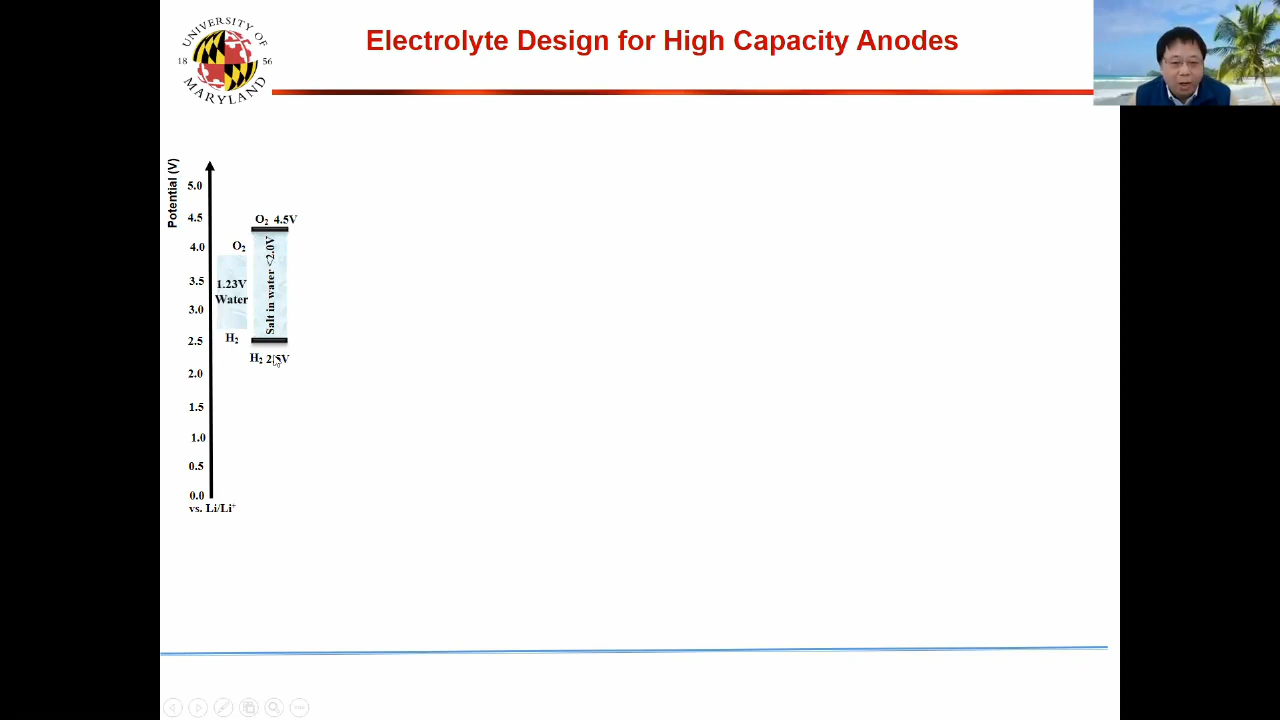 UNIVERSITY OF
18 56
MARYLAND
Electrolyte Design for High Capacity Anodes
Potential (V)
5.0
4.5
4.0
3.5
3.0
2.5
2.0
1.5
1.0
0.5
0.0
vs. Li/Li⁺
O₂
1.23V
Water
H₂
O₂ 4.5V
Salt in water <2.0V
H₂ 2.5V